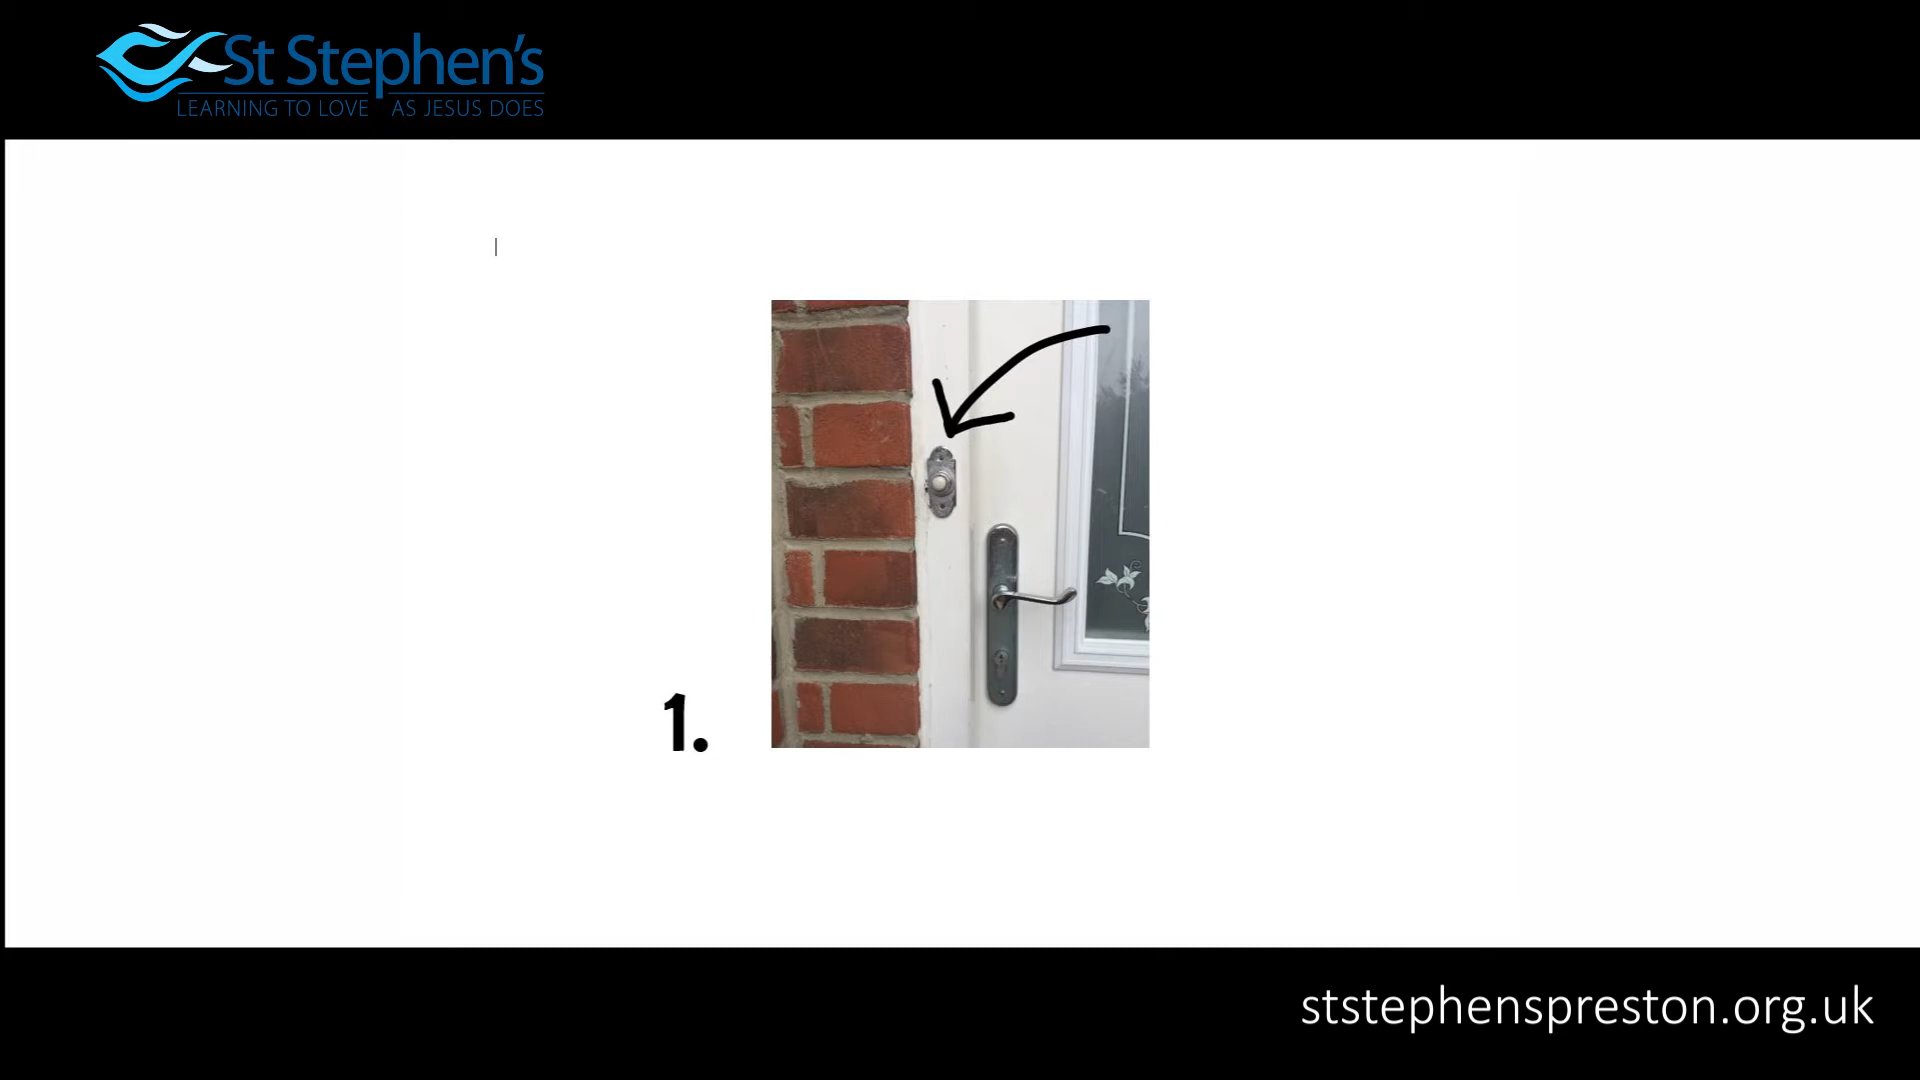 St Stephen's
LEARNING TO LOVE AS JESUS DOES
1.
ststephenspreston.org.uk